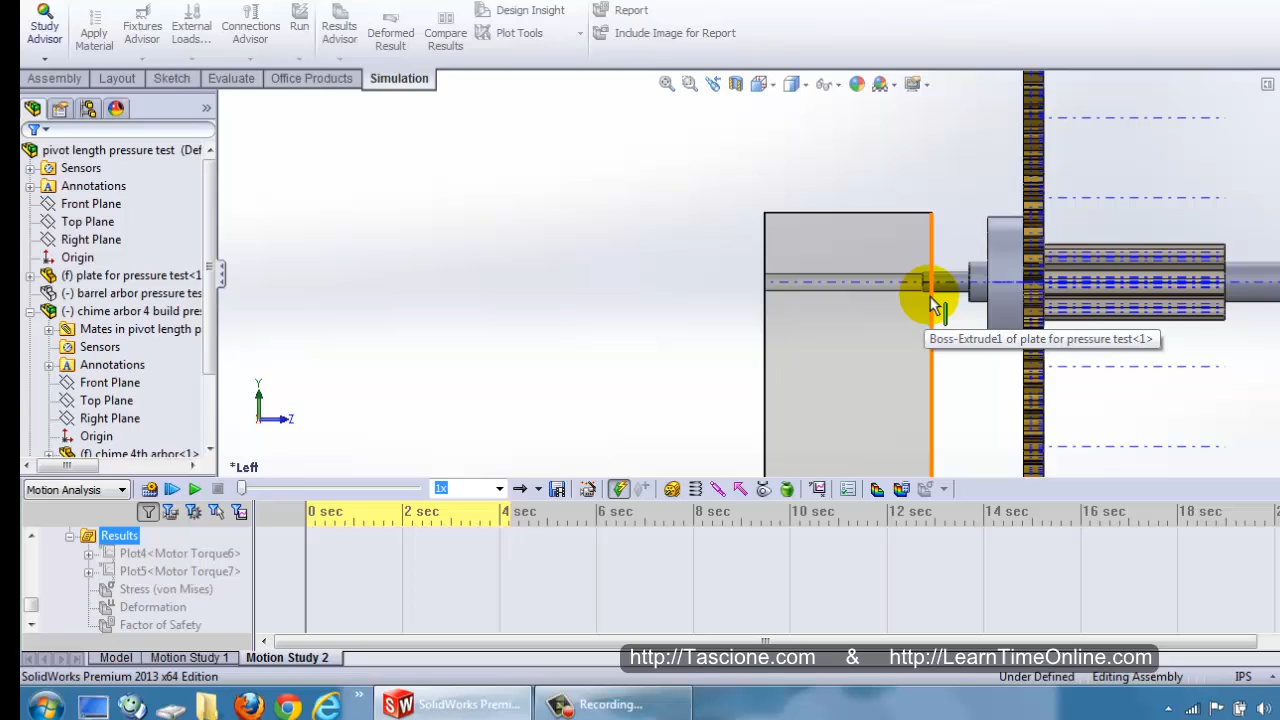 Study Advisor
Apply Material
Fixtures Advisor
External Loads...
Connections Advisor
Run
Results Advisor
Deformed Result
Compare Results
Design Insight
Plot Tools
Report
Include Image for Report
Assembly
Layout
Sketch
Evaluate
Office Products
Simulation
pivot length pressure test (Def
Sensors
Annotations
Front Plane
Top Plane
Right Plane
Origin
(f) plate for pressure test<1
(-) barrel arbor pressure tes
(-) chime arbor 4 build pro
Mates in pivot length p
Sensors
Annotations
Front Plane
Top Plane
Right Plane
Origin
(f) chime 4th arbor<1>
Boss-Extrude1 of plate for pressure test<1>
Y
Z
*Left
Motion Analysis
1x
0 sec
2 sec
4 sec
6 sec
8 sec
10 sec
12 sec
14 sec
16 sec
18 sec
2
Results
Plot4<Motor Torque6>
Plot5<Motor Torque7>
Stress (von Mises)
Deformation
Factor of Safety
Model
Motion Study 1
Motion Study 2
http://Tassione.com & http://LearnTimeOnline.com
SolidWorks Premium 2013 x64 Edition
Under Defined
Editing Assembly
IPS
SW
SolidWorks Premi...
Recording...